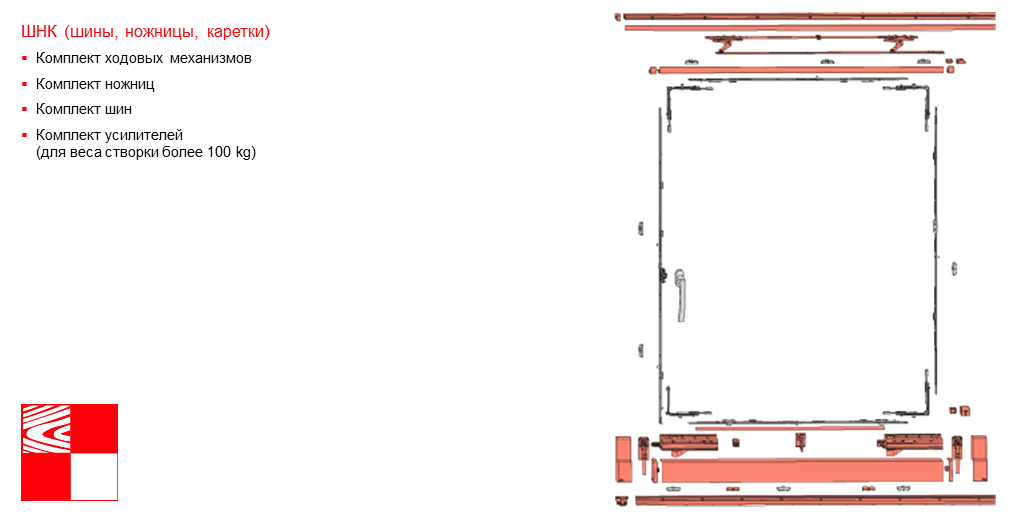 ШНК (шины, ножницы, каретки)
Комплект ходовых механизмов
Комплект ножниц
Комплект шин
Комплект усилителей
(для веса створки более 100 kg)